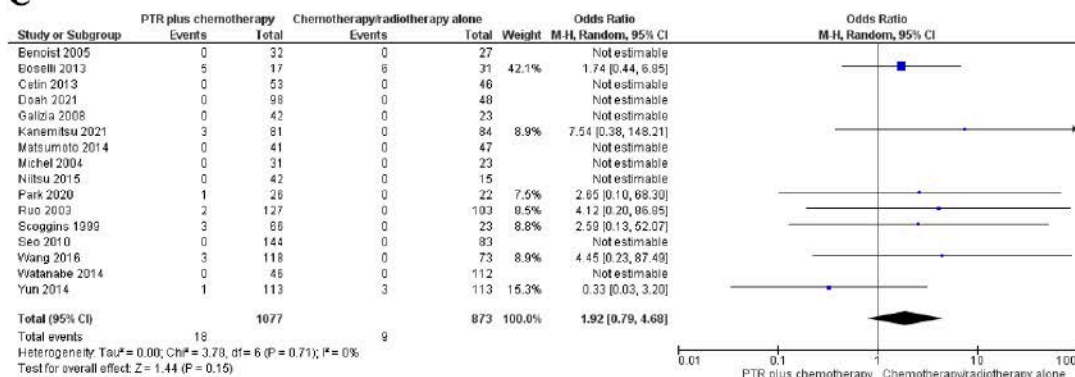 C
PTR plus chemotherapy Chemotherapy/radiotherapy alone Odds Ratio Odds Ratio
Study or Subgroup Events Total Events Total Weight M-H, Random, 95% CI M-H, Random, 95% CI
Benoist 2005 0 32 0 27 Not estimable
Boselli 2013 5 17 6 31 42.1% 1.74 [0.44, 6.85]
Cetin 2013 0 53 0 46 Not estimable
Doah 2021 0 98 0 48 Not estimable
Galizia 2008 0 42 0 23 Not estimable
Kanemitsu 2021 3 81 0 84 8.9% 7.54 [0.38, 148.21]
Matsumoto 2014 0 41 0 47 Not estimable
Michel 2004 0 31 0 23 Not estimable
Niitsu 2015 0 42 0 15 Not estimable
Park 2020 1 26 0 22 7.5% 2.65 [0.10, 68.30]
Ruo 2003 2 127 0 103 8.5% 4.12 [0.20, 86.85]
Scoggins 1999 3 66 0 23 8.8% 2.59 [0.13, 52.07]
Seo 2010 0 144 0 83 Not estimable
Wang 2016 3 118 0 73 8.9% 4.45 [0.23, 87.49]
Watanabe 2014 0 46 0 112 Not estimable
Yun 2014 1 113 3 113 15.3% 0.33 [0.03, 3.20]
Total (95% CI) 1077 873 100.0% 1.92 [0.79, 4.68]
Total events 18 9
Heterogeneity: Tau² = 0.00; Chi² = 3.78, df = 6 (P = 0.71); I² = 0%
Test for overall effect: Z = 1.44 (P = 0.15)
0.01 0.1 1 10 100
PTR plus chemotherapy Chemotherapy/radiotherapy alone